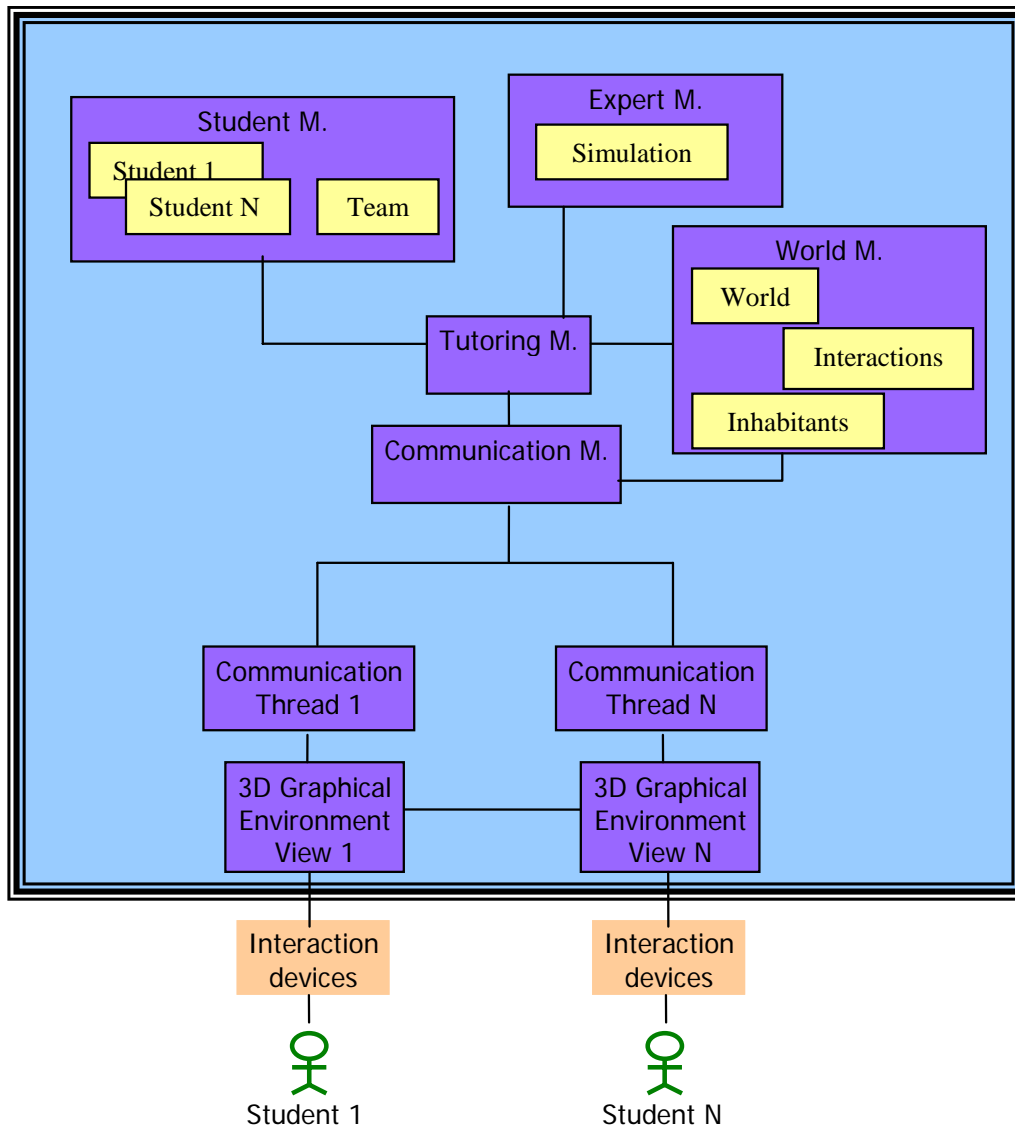 Student M.
Student 1
Student N
Team
Expert M.
Simulation
World M.
World
Interactions
Inhabitants
Tutoring M.
Communication M.
Communication
Thread 1
Communication
Thread N
3D Graphical
Environment
View 1
3D Graphical
Environment
View N
Interaction
devices
Interaction
devices
Student 1
Student N